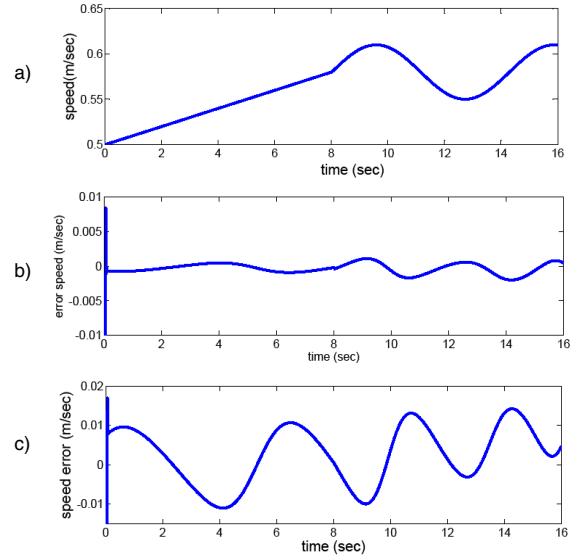 a)
speed(m/sec)
0.65
0.6
0.55
0.5
0 2 4 6 8 10 12 14 16
time (sec)
b)
error speed (m/sec)
0.01
0.005
0
-0.005
-0.01
0 2 4 6 8 10 12 14 16
time (sec)
c)
speed error (m/sec)
0.02
0.01
0
-0.01
0 2 4 6 8 10 12 14 16
time (sec)